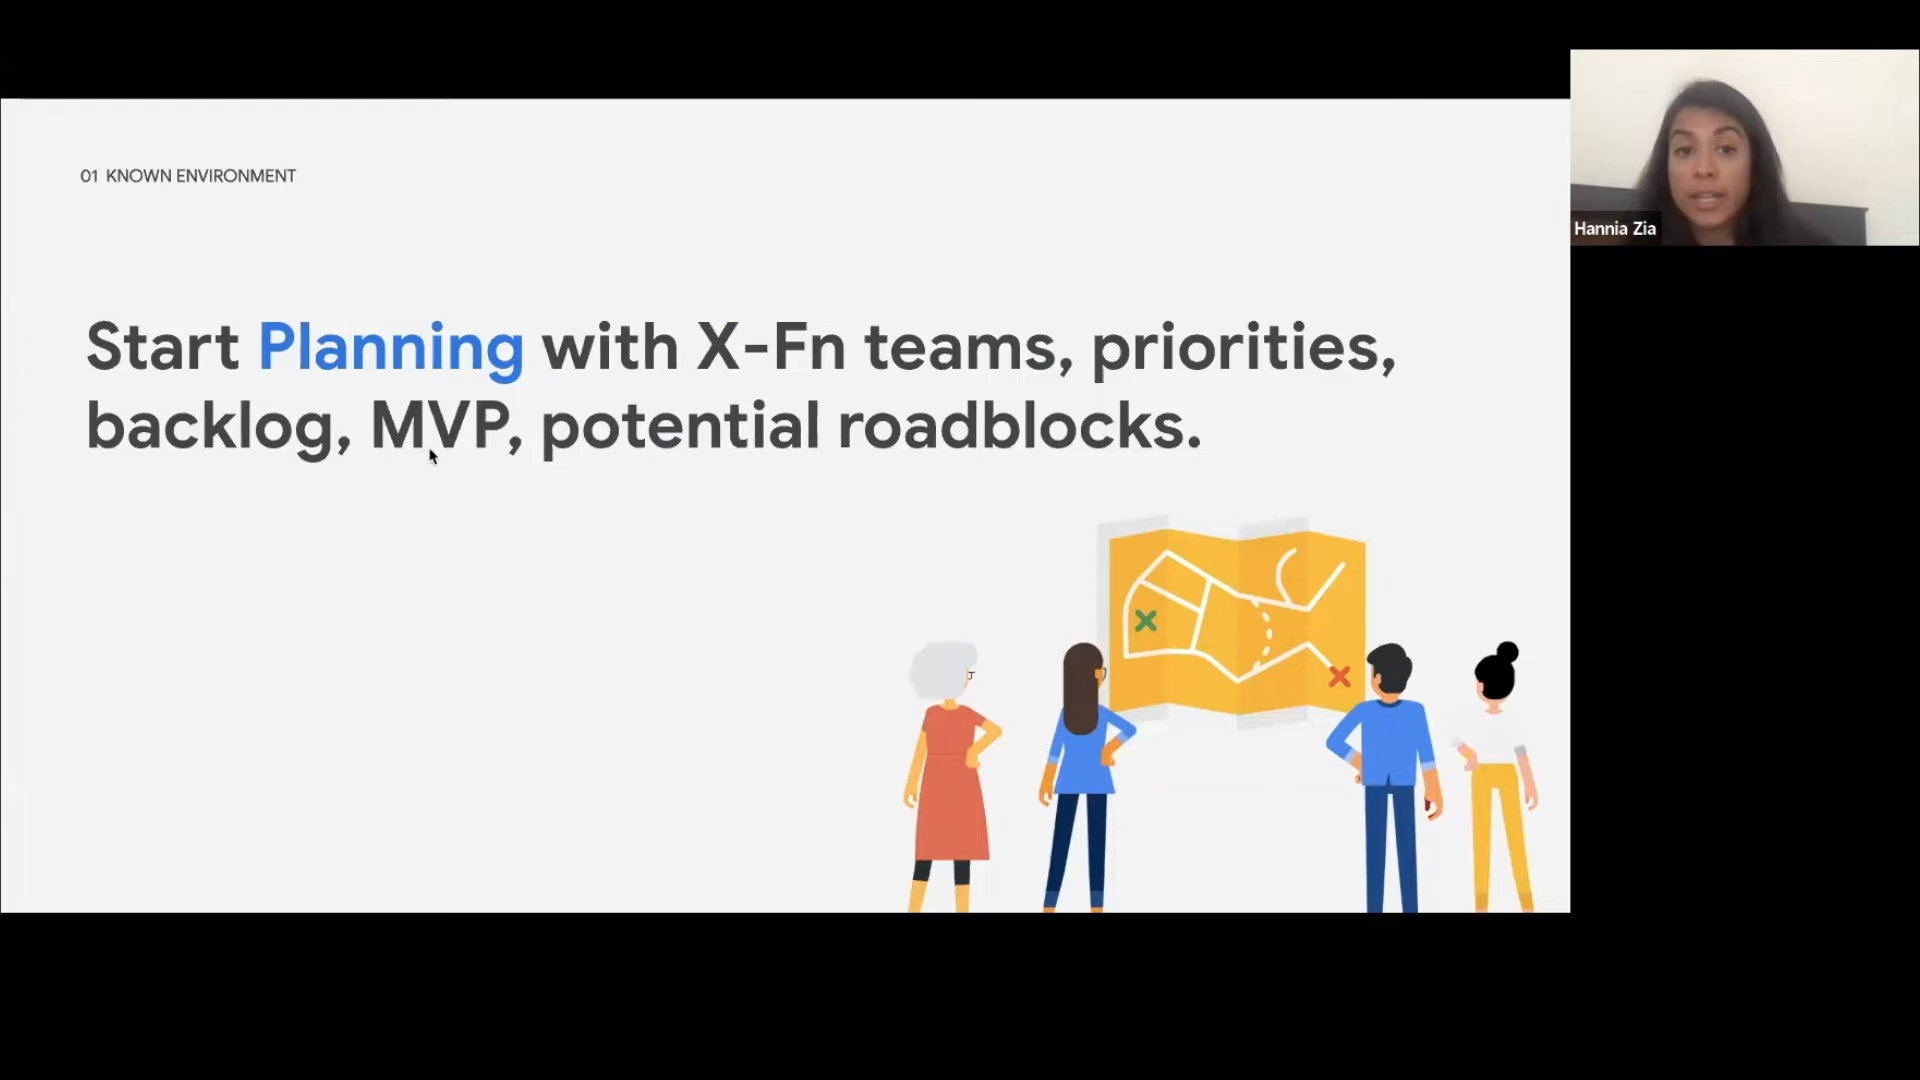 01 KNOWN ENVIRONMENT
Start Planning with X-Fn teams, priorities,
backlog, MVP, potential roadblocks.
Hannia Zia